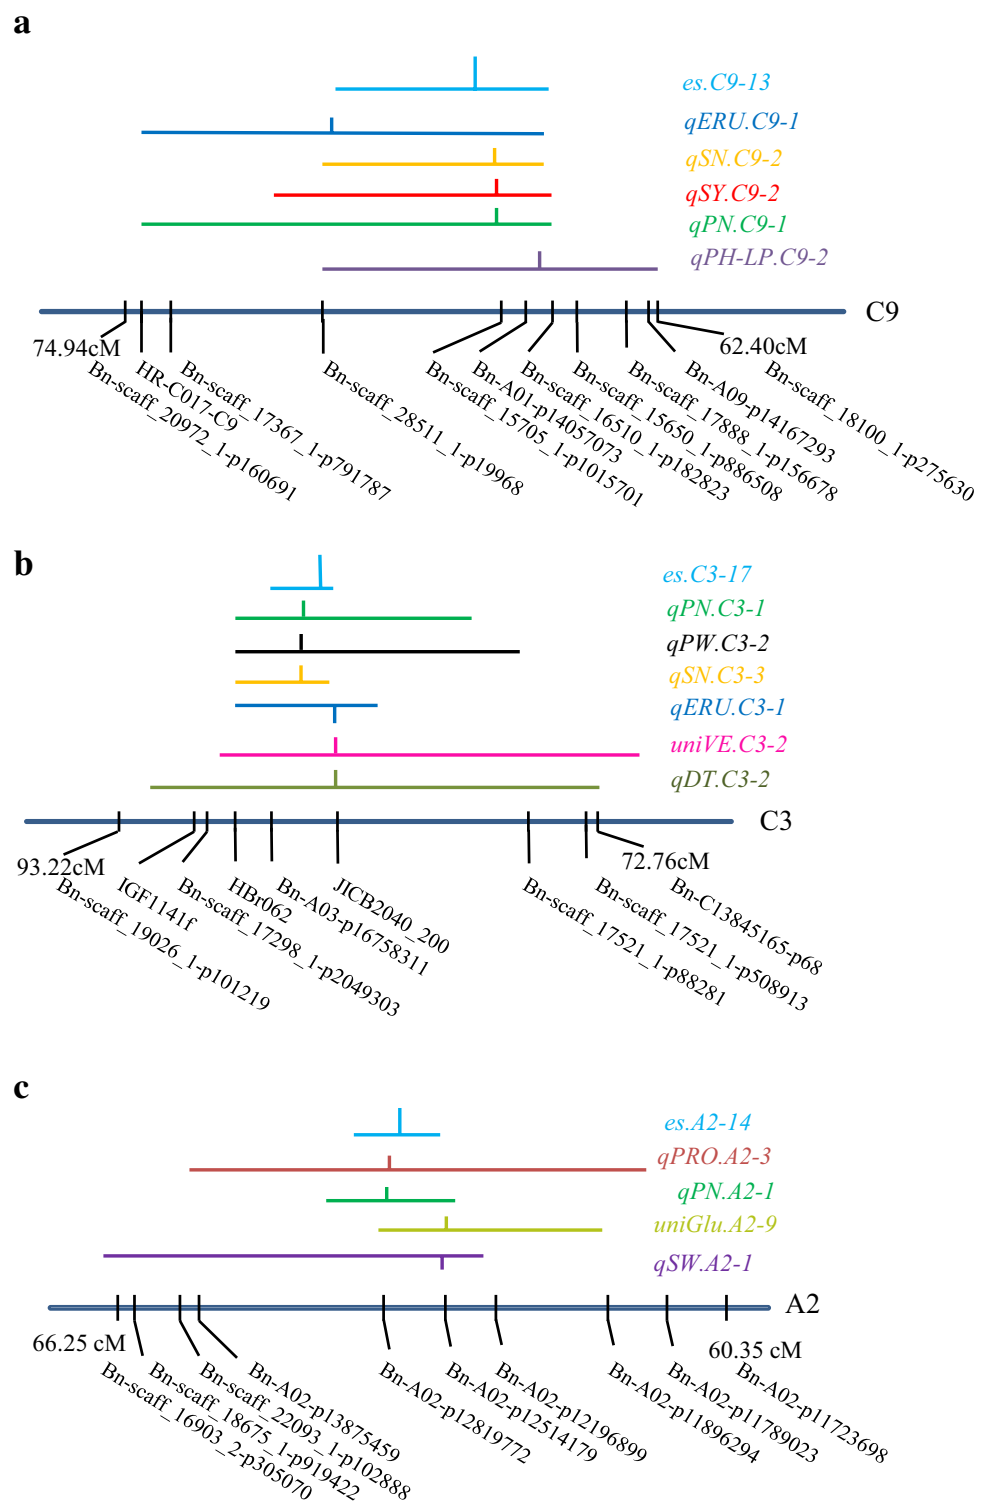 a
es.C9-13
qERU.C9-1
qSN.C9-2
qSY.C9-2
qPN.C9-1
qPH-LP.C9-2
C9
74.94cM
62.40cM
Bn-scaff_20972_1-p160691
HR-C017-C9
Bn-scaff_17367_1-p791787
Bn-scaff_28511_1-p19968
Bn-scaff_15705_1-p1015701
Bn-A01-p14057073
Bn-scaff_16510_1-p182823
Bn-scaff_15650_1-p886508
Bn-scaff_17888_1-p156678
Bn-A09-p14167293
Bn-scaff_18100_1-p275630
b
es.C3-17
qPN.C3-1
qPW.C3-2
qSN.C3-3
qERU.C3-1
uniVE.C3-2
qDT.C3-2
C3
93.22cM
72.76cM
Bn-scaff_19026_1-p101219
IGF1141f
Bn-scaff_17298_1-p2049303
HBr062
Bn-A03-p16758311
JICB2040_200
Bn-scaff_17521_1-p88281
Bn-scaff_17521_1-p508913
Bn-C13845165-p68
c
es.A2-14
qPRO.A2-3
qPN.A2-1
uniGlu.A2-9
qSW.A2-1
A2
66.25 cM
60.35 cM
Bn-scaff_16903_2-p305070
Bn-scaff_18675_1-p919422
Bn-scaff_22093_1-p102888
Bn-A02-p13875459
Bn-A02-p12819772
Bn-A02-p12514179
Bn-A02-p12196899
Bn-A02-p11896294
Bn-A02-p11789023
Bn-A02-p11723698